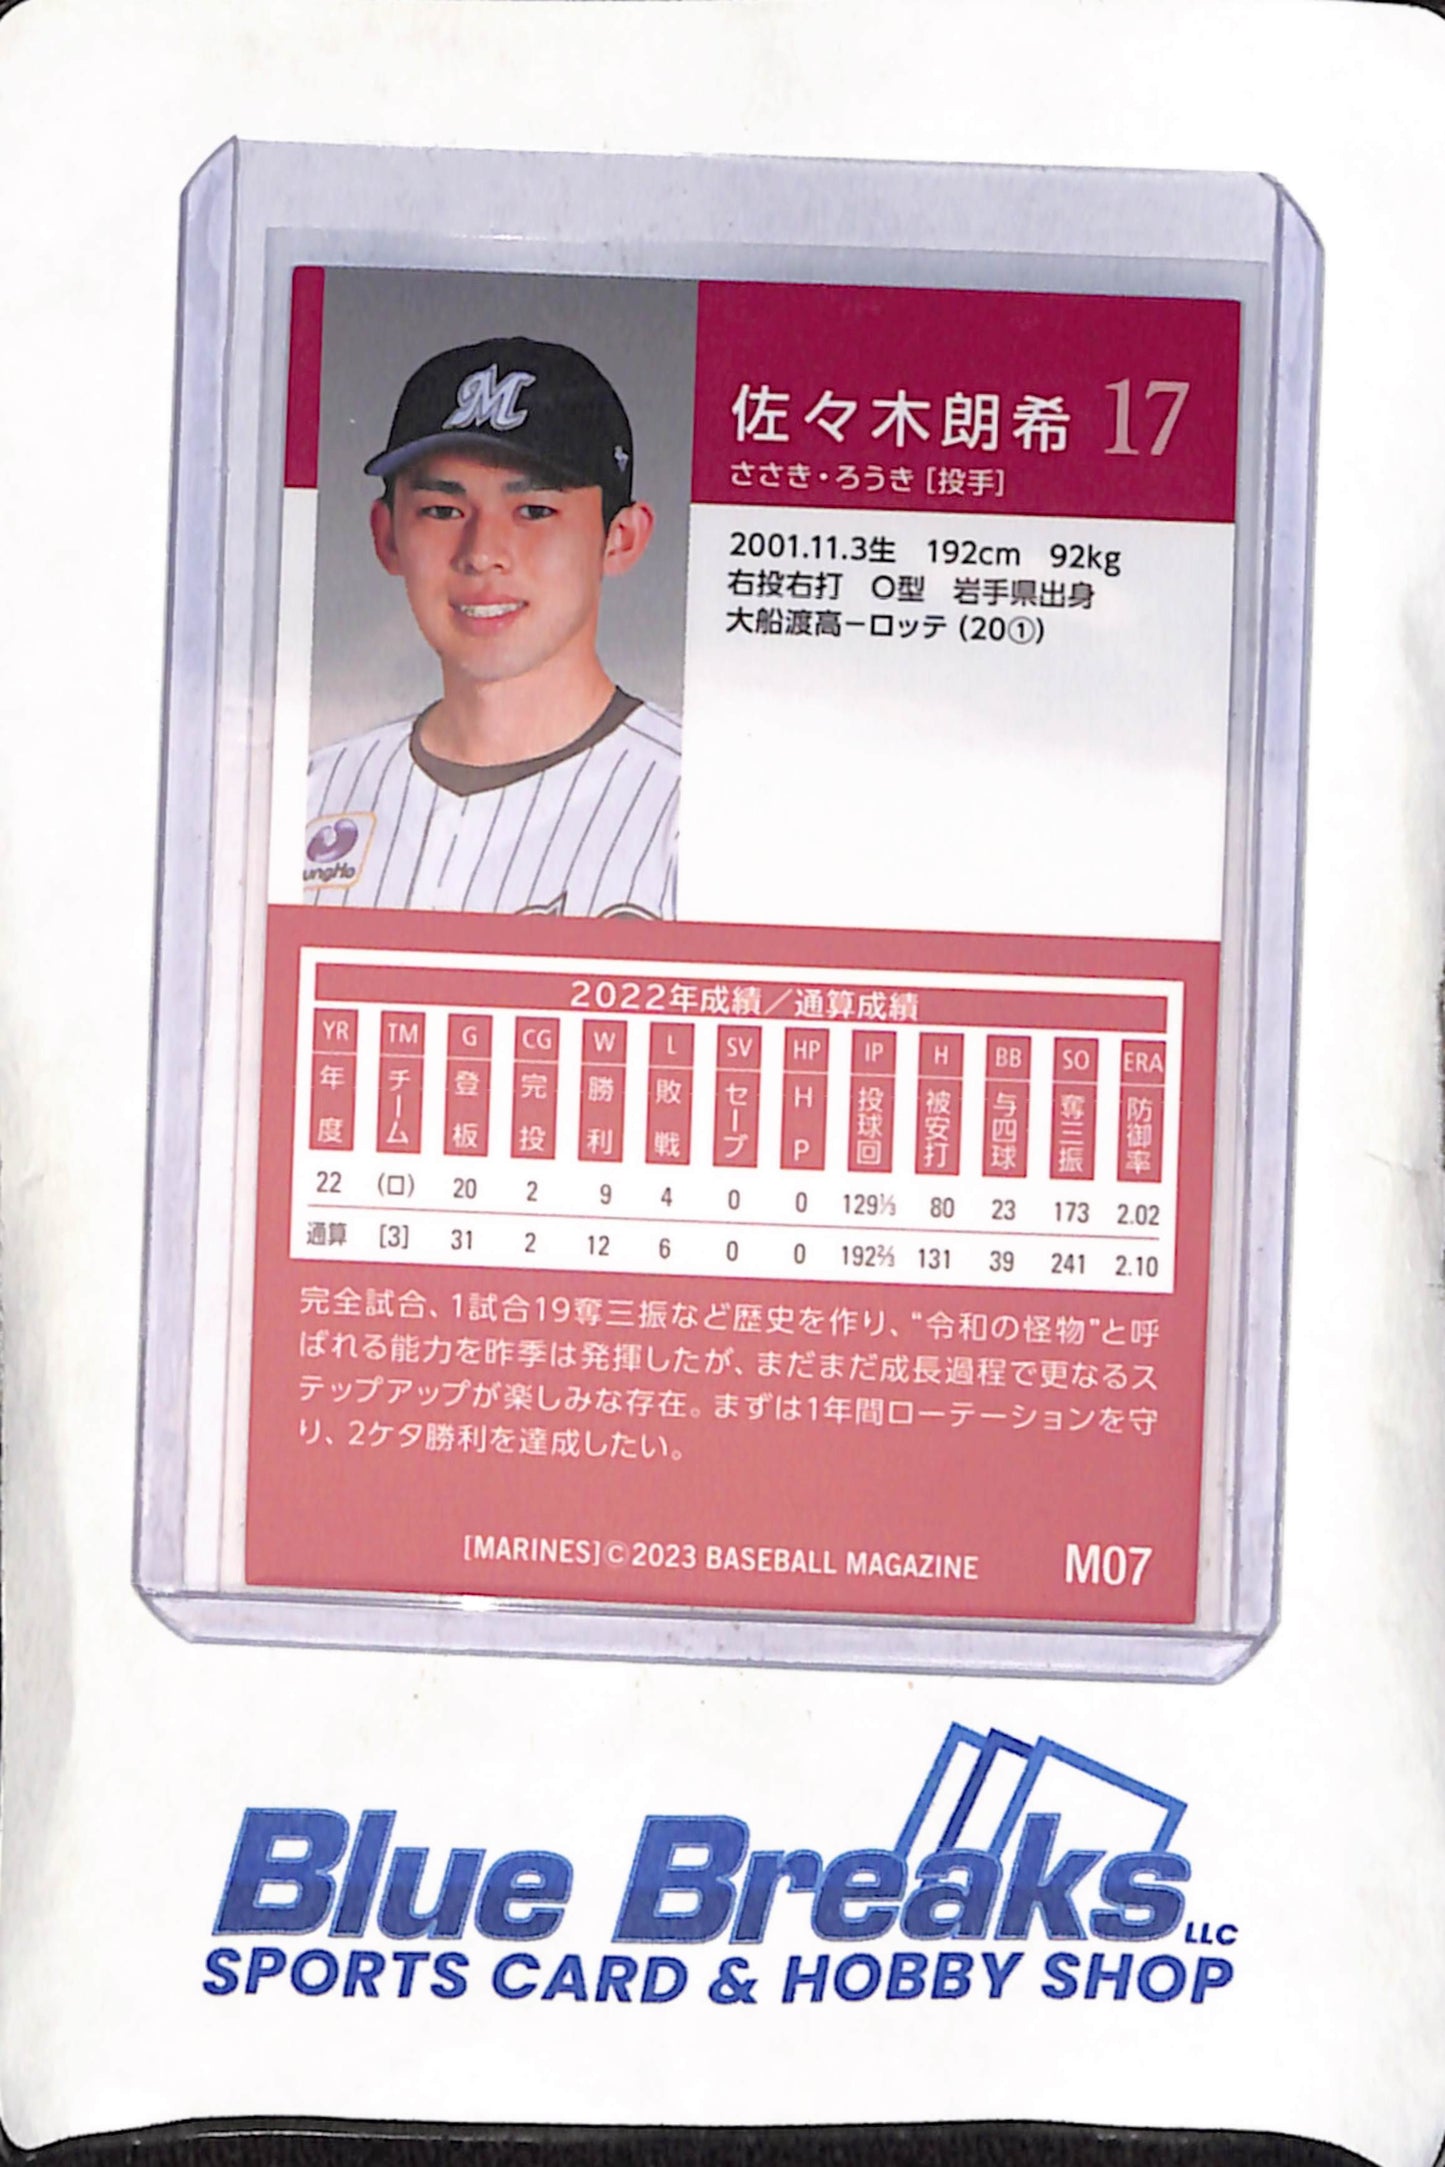 M
佐々木朗希 17
ささき・ろうき [投手]
2001.11.3生 192cm 92kg
右投右打 O型 岩手県出身
大船渡高ーロッテ (20①)
ungHo
2022年成績／通算成績
YR TM G CG W L SV HP IP H BB SO ERA
年度 チーム 登板 完投 勝利 敗戦 セーブ HP 投球回 被安打 与四球 奪三振 防御率
22 (ロ) 20 2 9 4 0 0 129⅓ 80 23 173 2.02
通算 [3] 31 2 12 6 0 0 192⅔ 131 39 241 2.10
完全試合、1試合19奪三振など歴史を作り、“令和の怪物”と呼
ばれる能力を昨季は発揮したが、まだまだ成長過程で更なるス
テップアップが楽しみな存在。まずは1年間ローテーションを守
り、2ケタ勝利を達成したい。
[MARINES]©2023 BASEBALL MAGAZINE M07
Blue Breaks LLC
SPORTS CARD & HOBBY SHOP